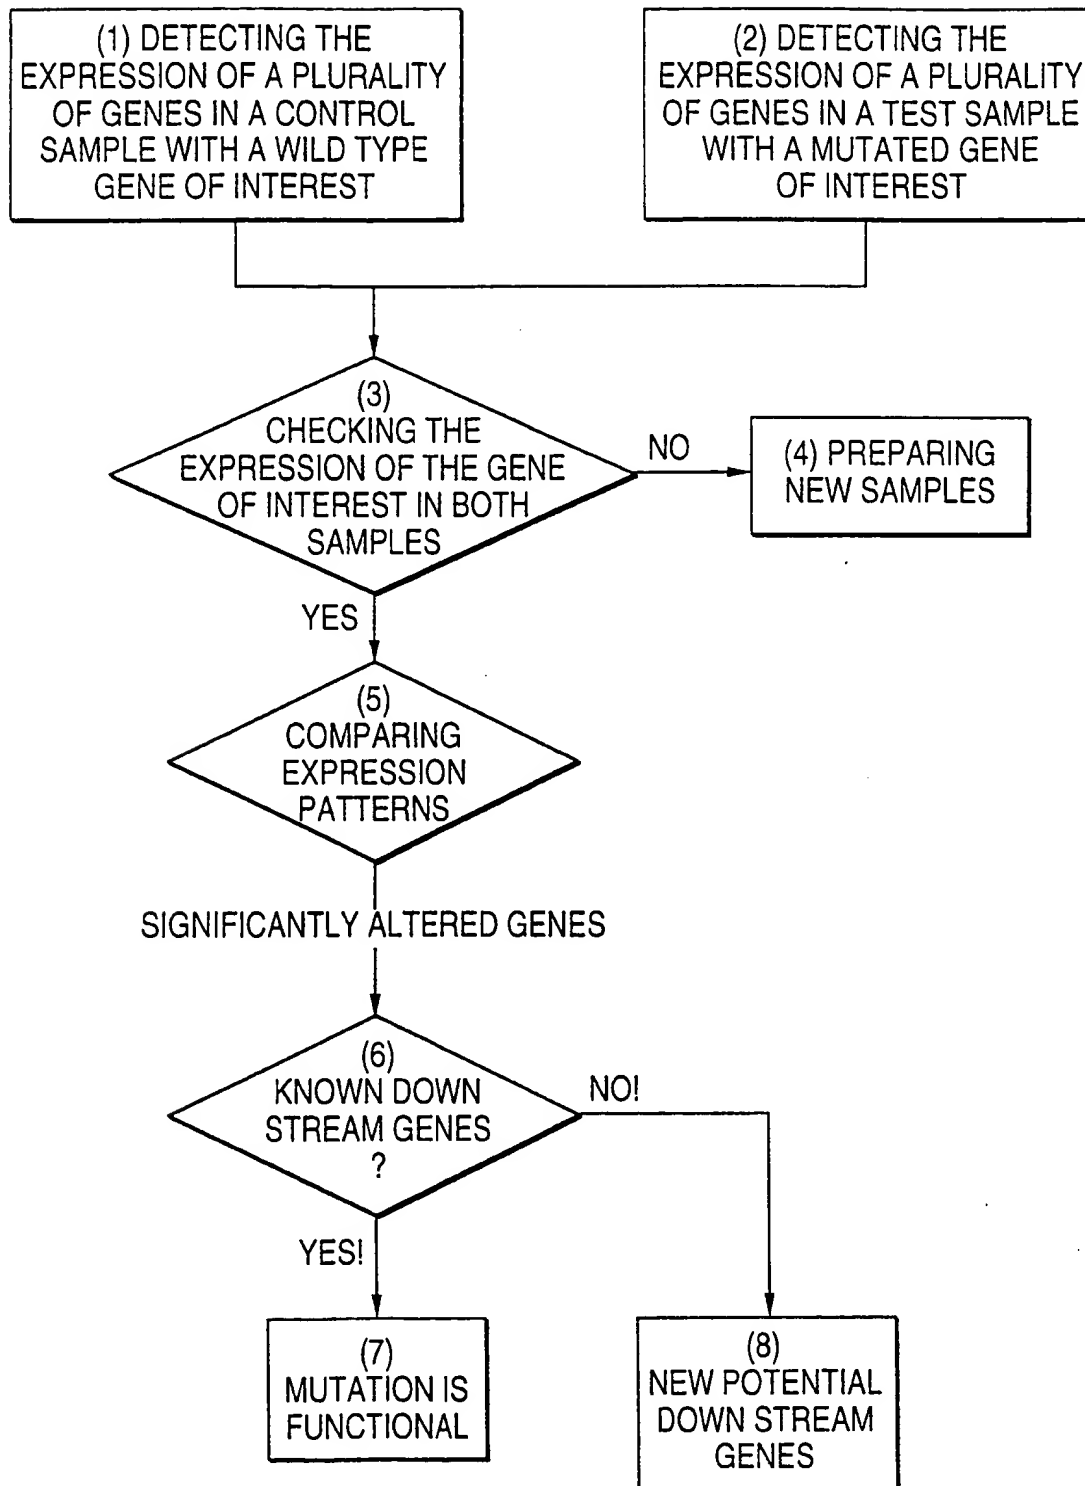 (1) DETECTING THE
EXPRESSION OF A PLURALITY
OF GENES IN A CONTROL
SAMPLE WITH A WILD TYPE
GENE OF INTEREST
(2) DETECTING THE
EXPRESSION OF A PLURALITY
OF GENES IN A TEST SAMPLE
WITH A MUTATED GENE
OF INTEREST
(3)
CHECKING THE
EXPRESSION OF THE GENE
OF INTEREST IN BOTH
SAMPLES
NO
(4) PREPARING
NEW SAMPLES
YES
(5)
COMPARING
EXPRESSION
PATTERNS
SIGNIFICANTLY ALTERED GENES
(6)
KNOWN DOWN
STREAM GENES
?
NO!
YES!
(7)
MUTATION IS
FUNCTIONAL
(8)
NEW POTENTIAL
DOWN STREAM
GENES